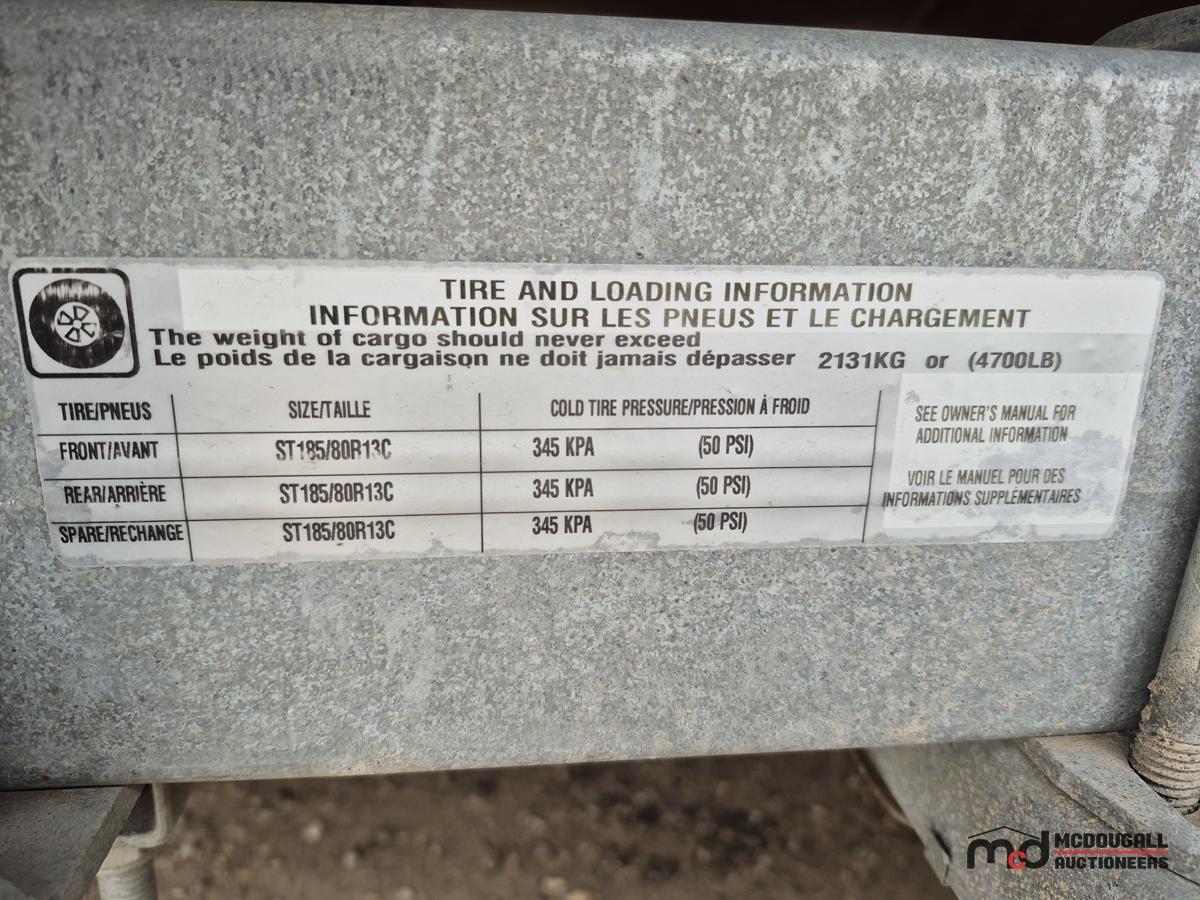 TIRE AND LOADING INFORMATION
INFORMATION SUR LES PNEUS ET LE CHARGEMENT
The weight of cargo should never exceed
Le poids de la cargaison ne doit jamais dépasser 2131KG or (4700LB)
TIRE/PNEUS SIZE/TAILLE COLD TIRE PRESSURE/PRESSION À FROID
FRONT/AVANT ST185/80R13C 345 KPA (50 PSI)
REAR/ARRIÈRE ST185/80R13C 345 KPA (50 PSI)
SPARE/RECHANGE ST185/80R13C 345 KPA (50 PSI)
SEE OWNER'S MANUAL FOR
ADDITIONAL INFORMATION
VOIR LE MANUEL POUR DES
INFORMATIONS SUPPLÉMENTAIRES
mcd MCDOUGALL
AUCTIONEERS